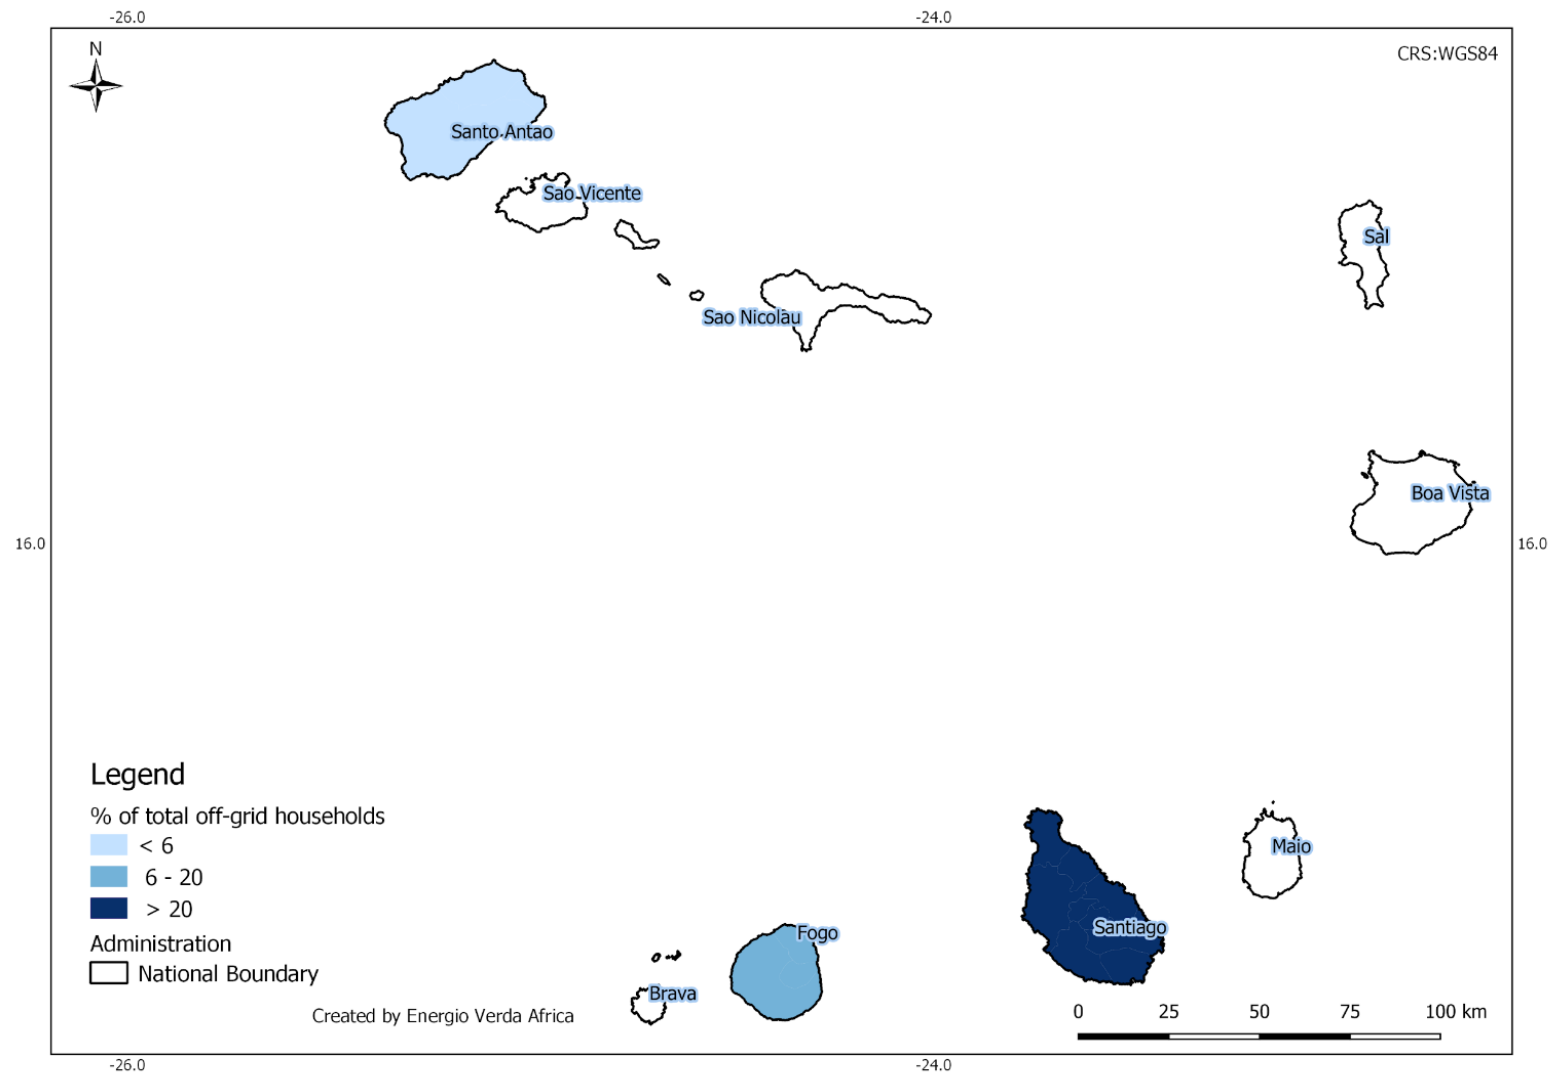 -26.0 -24.0
N
CRS:WGS84
Santo Antao
Sao Vicente
Sal
Sao Nicolau
Boa Vista
16.0 16.0
Legend
% of total off-grid households
< 6
6 - 20
> 20
Administration
National Boundary
Maio
Santiago
Fogo
Brava
Created by Energio Verda Africa
0 25 50 75 100 km
-26.0 -24.0